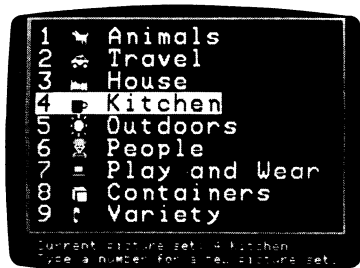 1 Animals
2 Travel
3 House
4 Kitchen
5 Outdoors
6 People
7 Play and Wear
8 Containers
9 Variety
Current picture set: 4 Kitchen
Type a number for a new picture set.